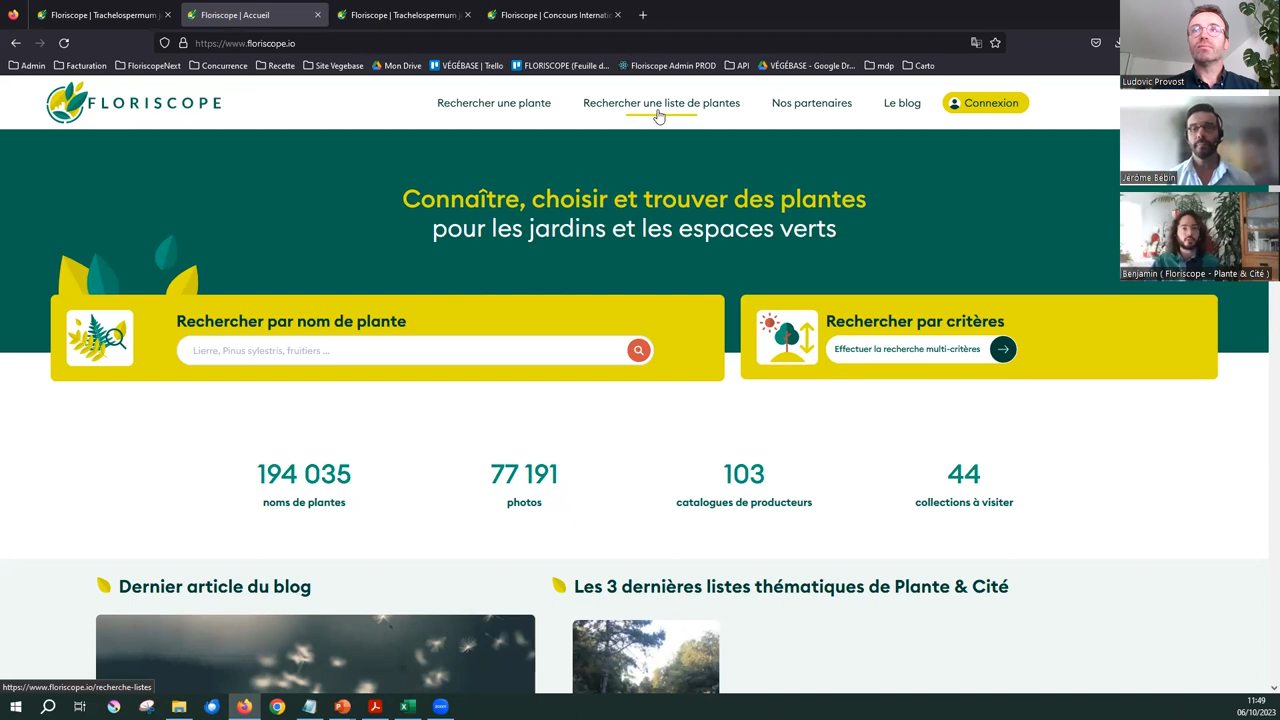 Floriscope | Trachelospermum j
Floriscope | Accueil
Floriscope | Trachelospermum j
Floriscope | Concours Internati
https://www.floriscope.io
Admin
Facturation
FloriscopeNext
Concurrence
Recette
Site Vegebase
Mon Drive
VÉGÉBASE | Trello
FLORISCOPE (Feuille d...
Floriscope Admin PROD
API
VÉGÉBASE - Google Dr...
mdp
Carto
FLORISCOPE
Rechercher une plante
Rechercher une liste de plantes
Nos partenaires
Le blog
Connexion
Ludovic Provost
Jerôme Bebin
Benjamin ( Floriscope - Plante & Cité )
Connaître, choisir et trouver des plantes
pour les jardins et les espaces verts
Rechercher par nom de plante
Lierre, Pinus sylestris, fruitiers ...
Rechercher par critères
Effectuer la recherche multi-critères
194 035
noms de plantes
77 191
photos
103
catalogues de producteurs
44
collections à visiter
Dernier article du blog
Les 3 dernières listes thématiques de Plante & Cité
https://www.floriscope.io/recherche-listes
zoom
11:49
06/10/2023